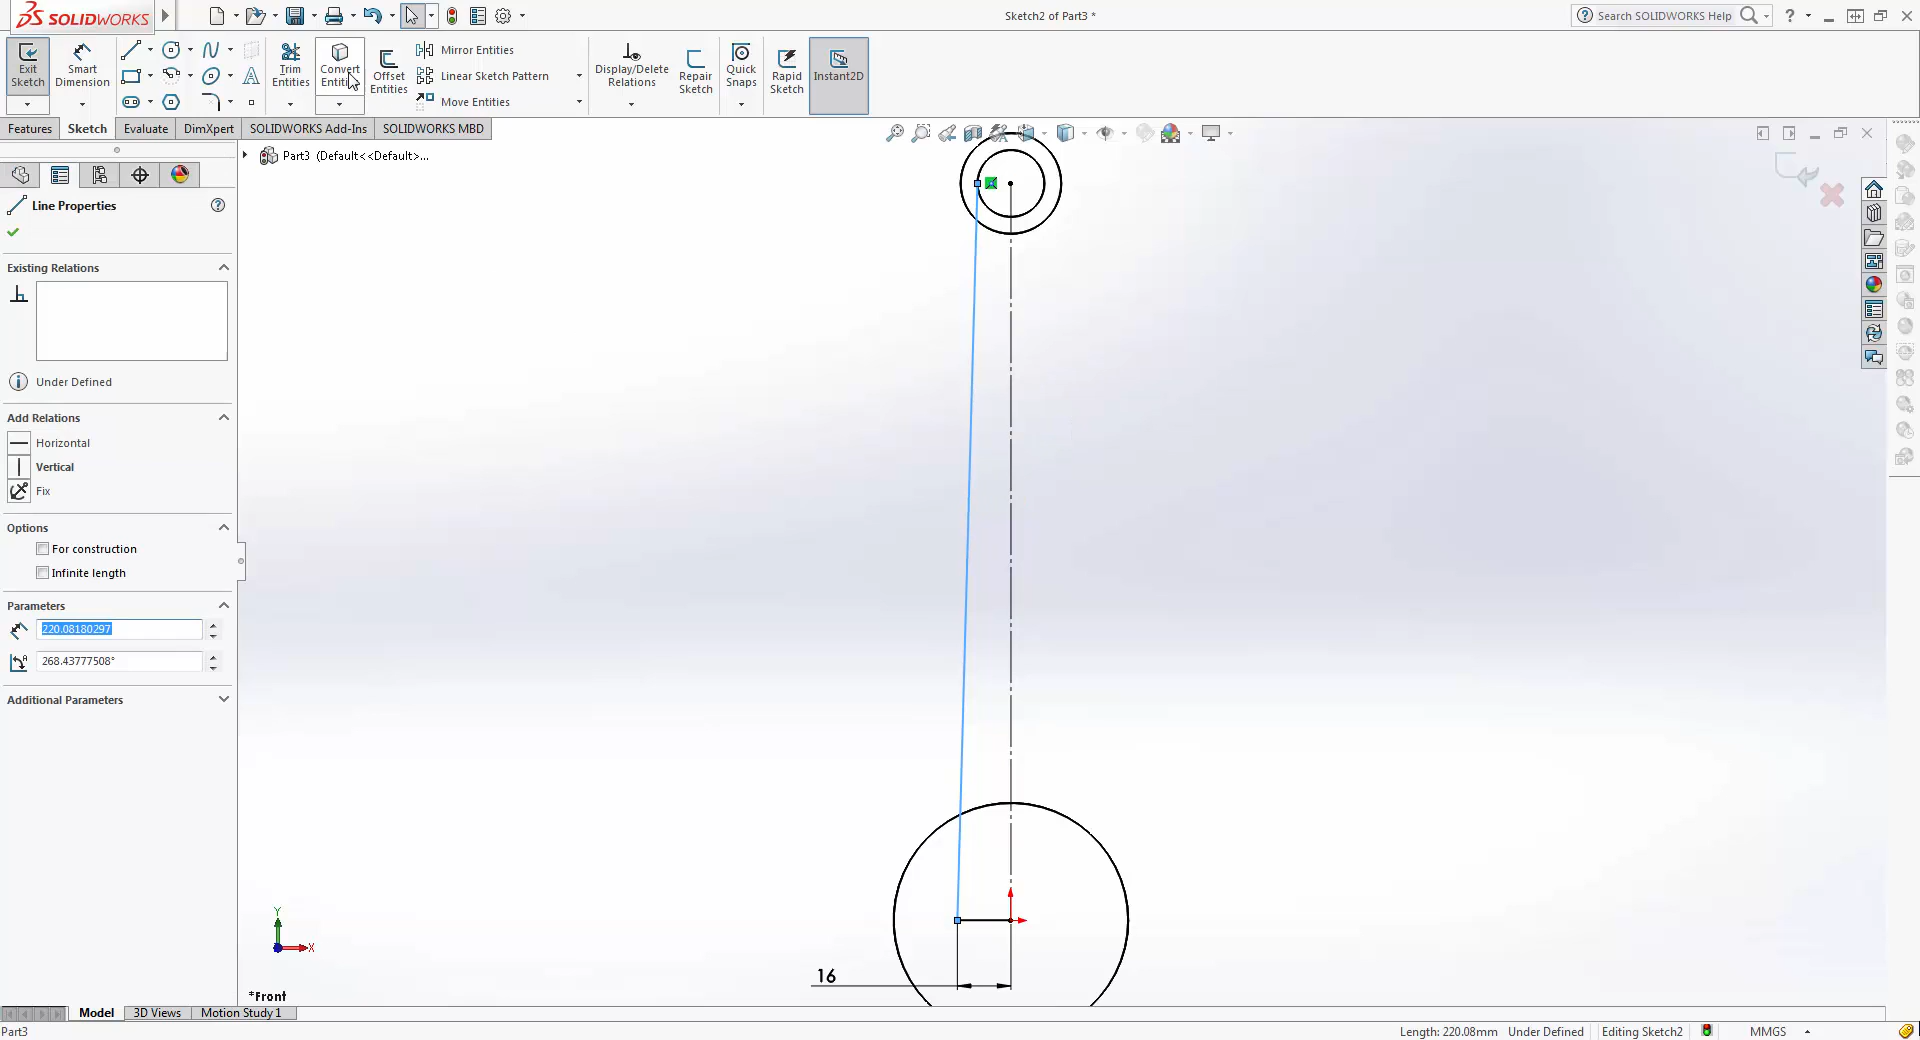 SOLIDWORKS
Sketch2 of Part3 *
Search SOLIDWORKS Help
Exit Sketch
Smart Dimension
Trim Entities
Convert Entities
Offset Entities
Mirror Entities
Linear Sketch Pattern
Move Entities
Display/Delete Relations
Repair Sketch
Quick Snaps
Rapid Sketch
Instant2D
Features
Sketch
Evaluate
DimXpert
SOLIDWORKS Add-Ins
SOLIDWORKS MBD
Part3 (Default<<Default>...
Line Properties
Existing Relations
Under Defined
Add Relations
Horizontal
Vertical
Fix
Options
For construction
Infinite length
Parameters
220.08180297
268.43777508°
Additional Parameters
16
Y
X
*Front
Model
3D Views
Motion Study 1
Part3
Length: 220.08mm
Under Defined
Editing Sketch2
MMGS